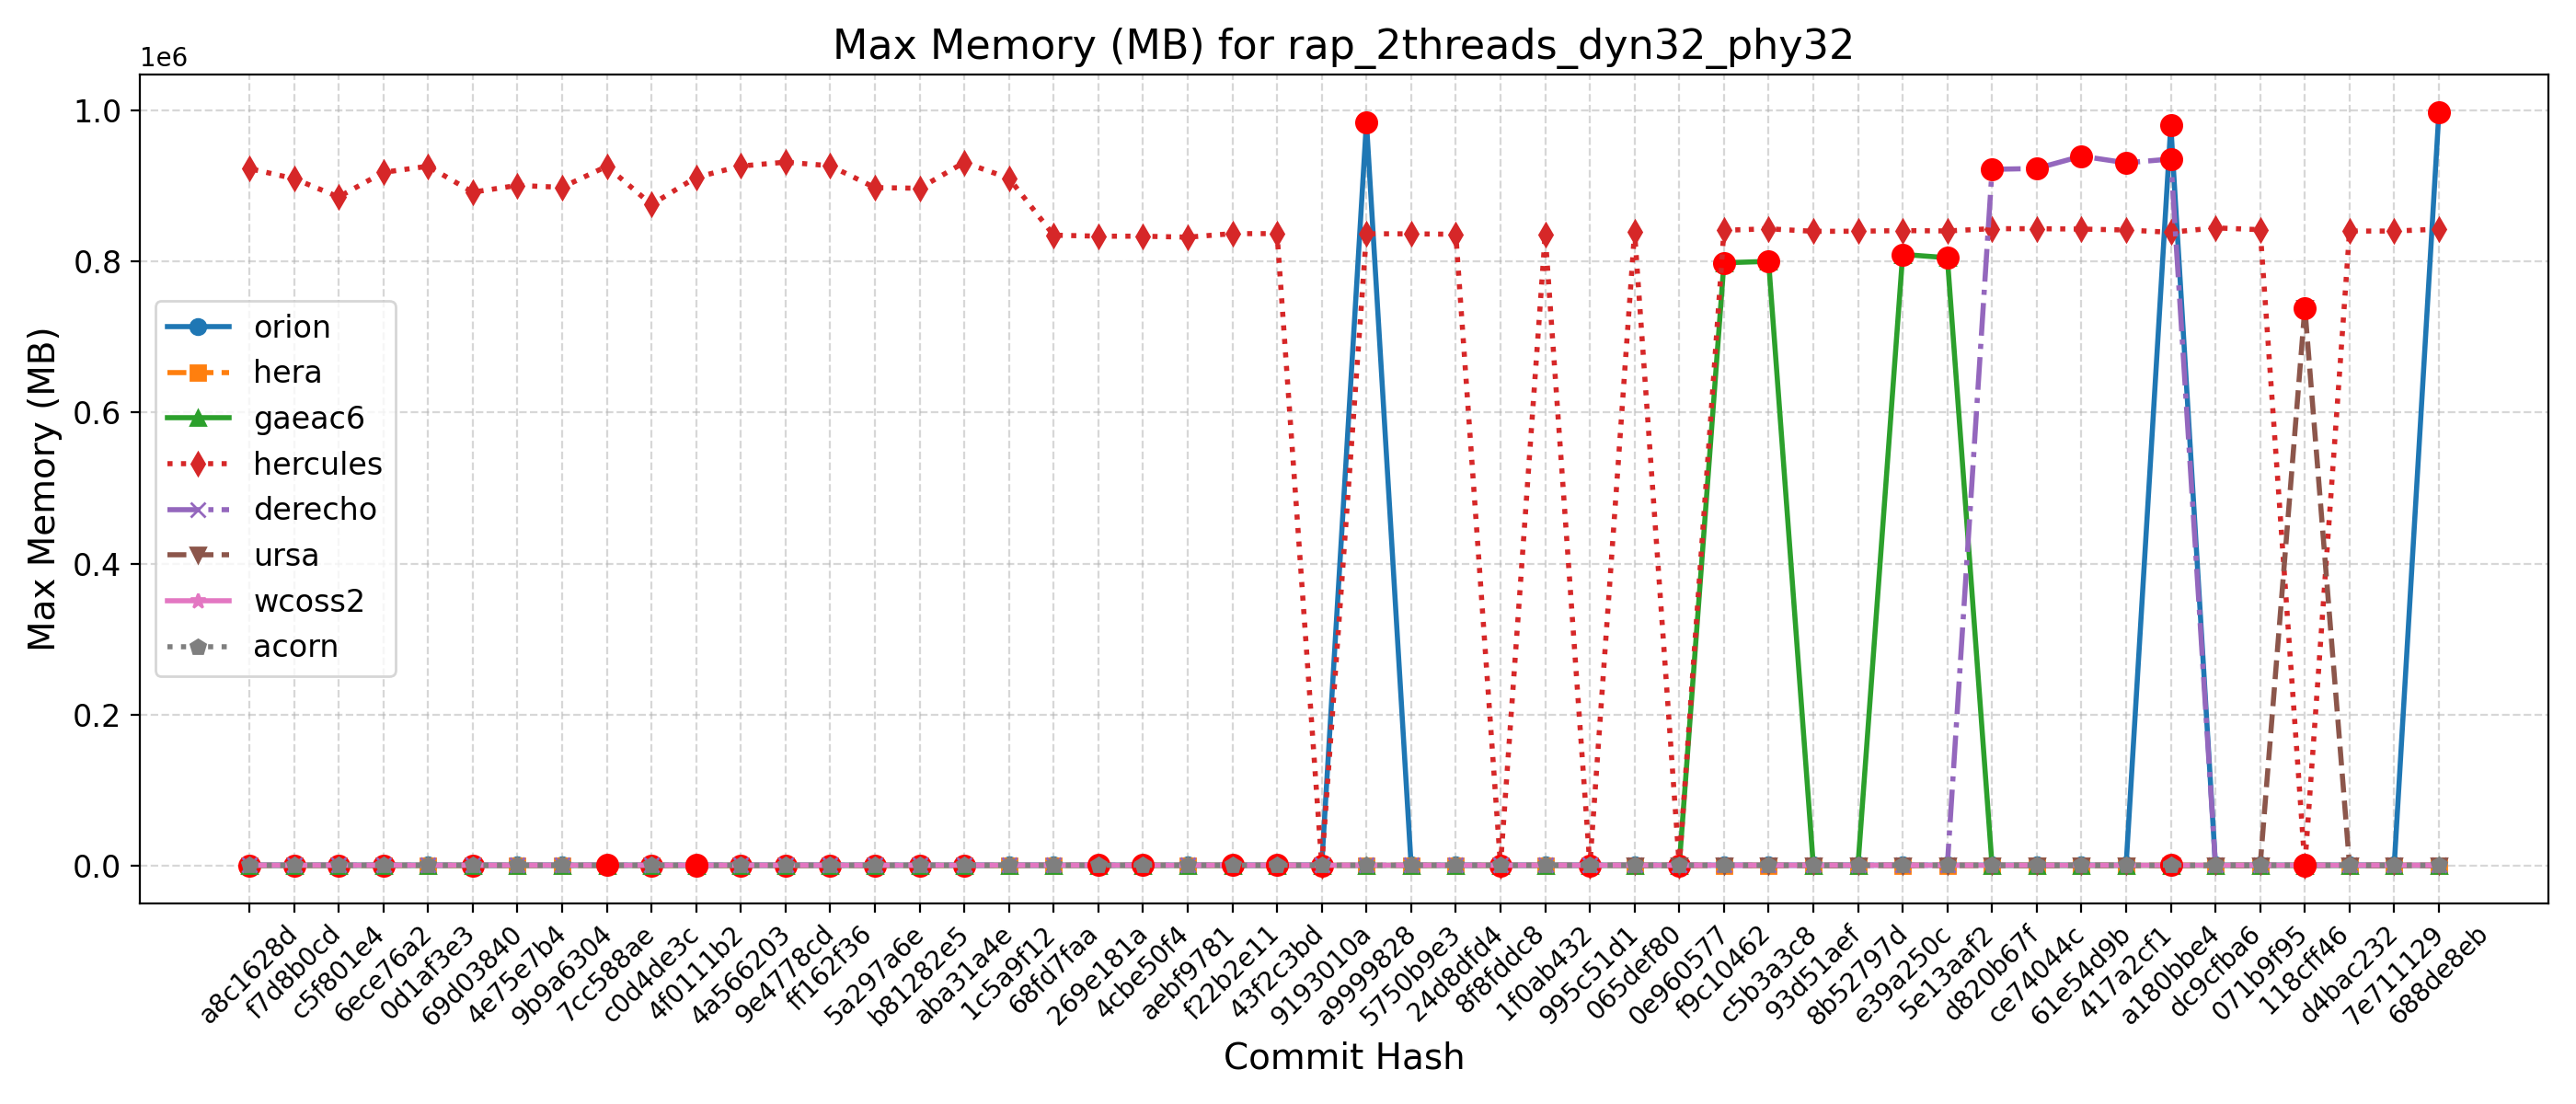 Max Memory (MB) for rap_2threads_dyn32_phy32
1e6
1.0
0.8
0.6
0.4
0.2
0.0
Max Memory (MB)
orion
hera
gaeac6
hercules
derecho
ursa
wcoss2
acorn
a8c1628d
f7d8b0cd
c5f801e4
6ece76a2
0d1af3e3
69d03840
4e75e7b4
9b9a6304
7cc588ae
c0d4de3c
4f0111b2
4a566203
9e4778cd
ff162f36
5a297a6e
b81282e5
aba31a4e
1c5a9f12
68fd7faa
269e181a
4cbe50f4
aebf9781
f22b2e11
43f2c3bd
9193010a
a9999828
5750b9e3
24d8dfd4
8f8fddc8
1f0ab432
995c51d1
065def80
0e960577
f9c10462
c5b3a3c8
93d51aef
8b52797d
e39a250c
5e13aaf2
d820b67f
ce74044c
61e54d9b
417a2cf1
a180bbe4
dc9cfba6
071b9f95
118cff46
d4bac232
7e711129
688de8eb
Commit Hash